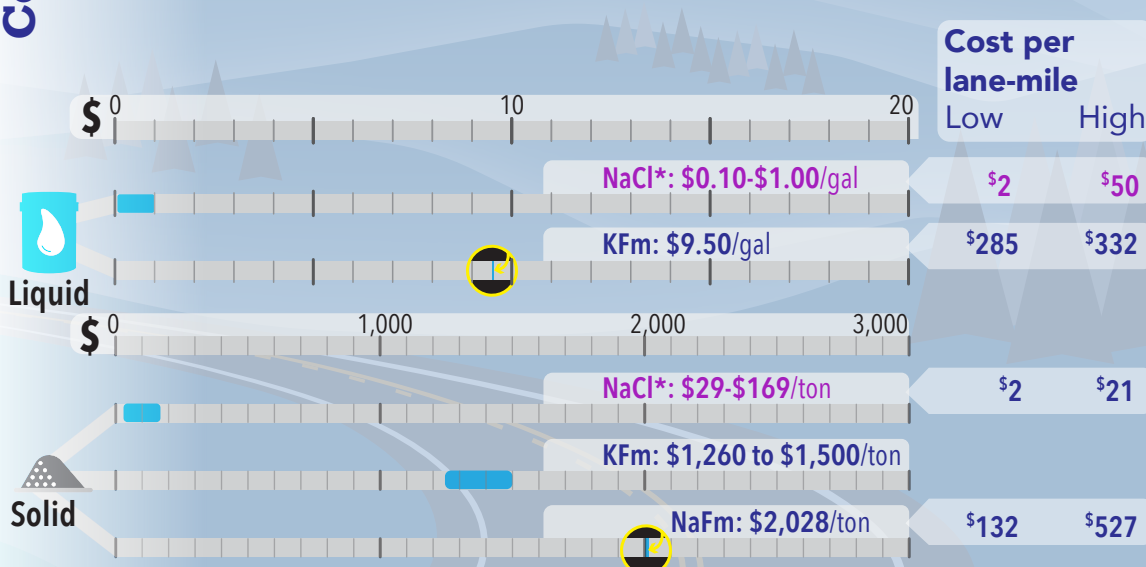 Cost per
lane-mile
Low High
$ 0 10 20
NaCl*: $0.10-$1.00/gal $2 $50
KFm: $9.50/gal $285 $332
Liquid
$ 0 1,000 2,000 3,000
NaCl*: $29-$169/ton $2 $21
KFm: $1,260 to $1,500/ton
Solid
NaFm: $2,028/ton $132 $527